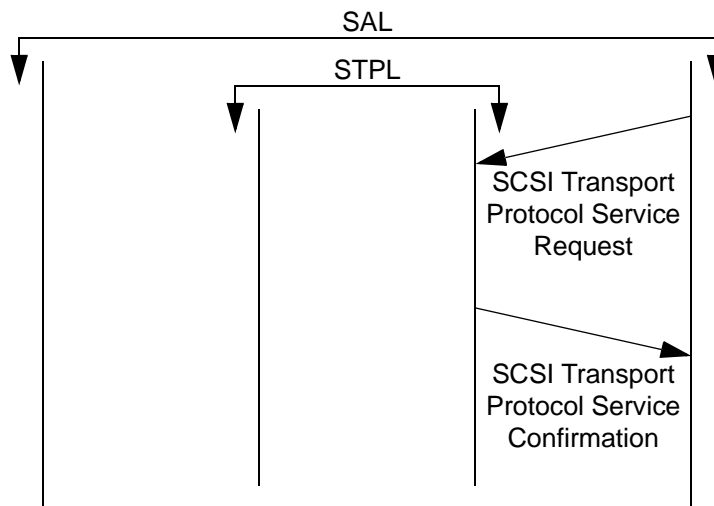 SAL
STPL
SCSI Transport
Protocol Service
Request
SCSI Transport
Protocol Service
Confirmation